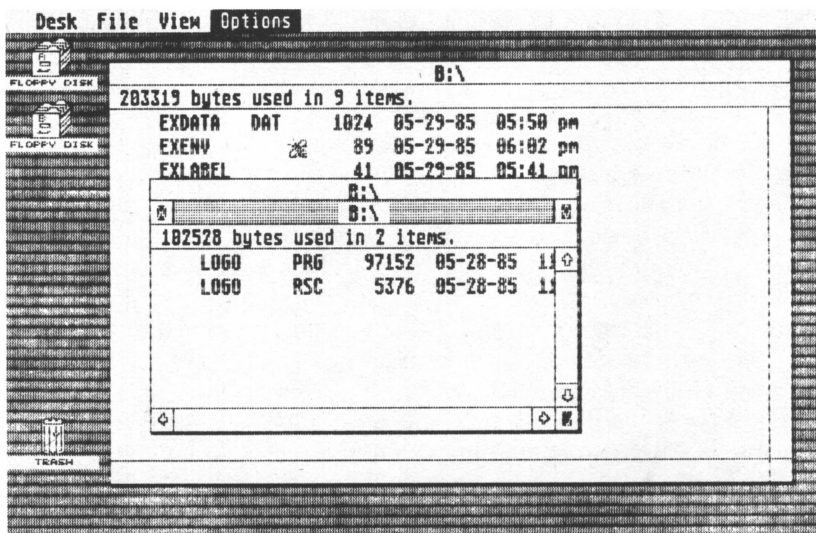 Desk File View Options
FLOPPY DISK
FLOPPY DISK
TRASH
B:\
203319 bytes used in 9 items.
EXDATA DAT 1024 05-29-85 05:50 pm
EXENV 89 05-29-85 06:02 pm
EXLABEL 41 05-29-85 05:41 pm
B:\
B:\
102528 bytes used in 2 items.
LOGO PRG 97152 05-28-85 11
LOGO RSC 5376 05-28-85 11